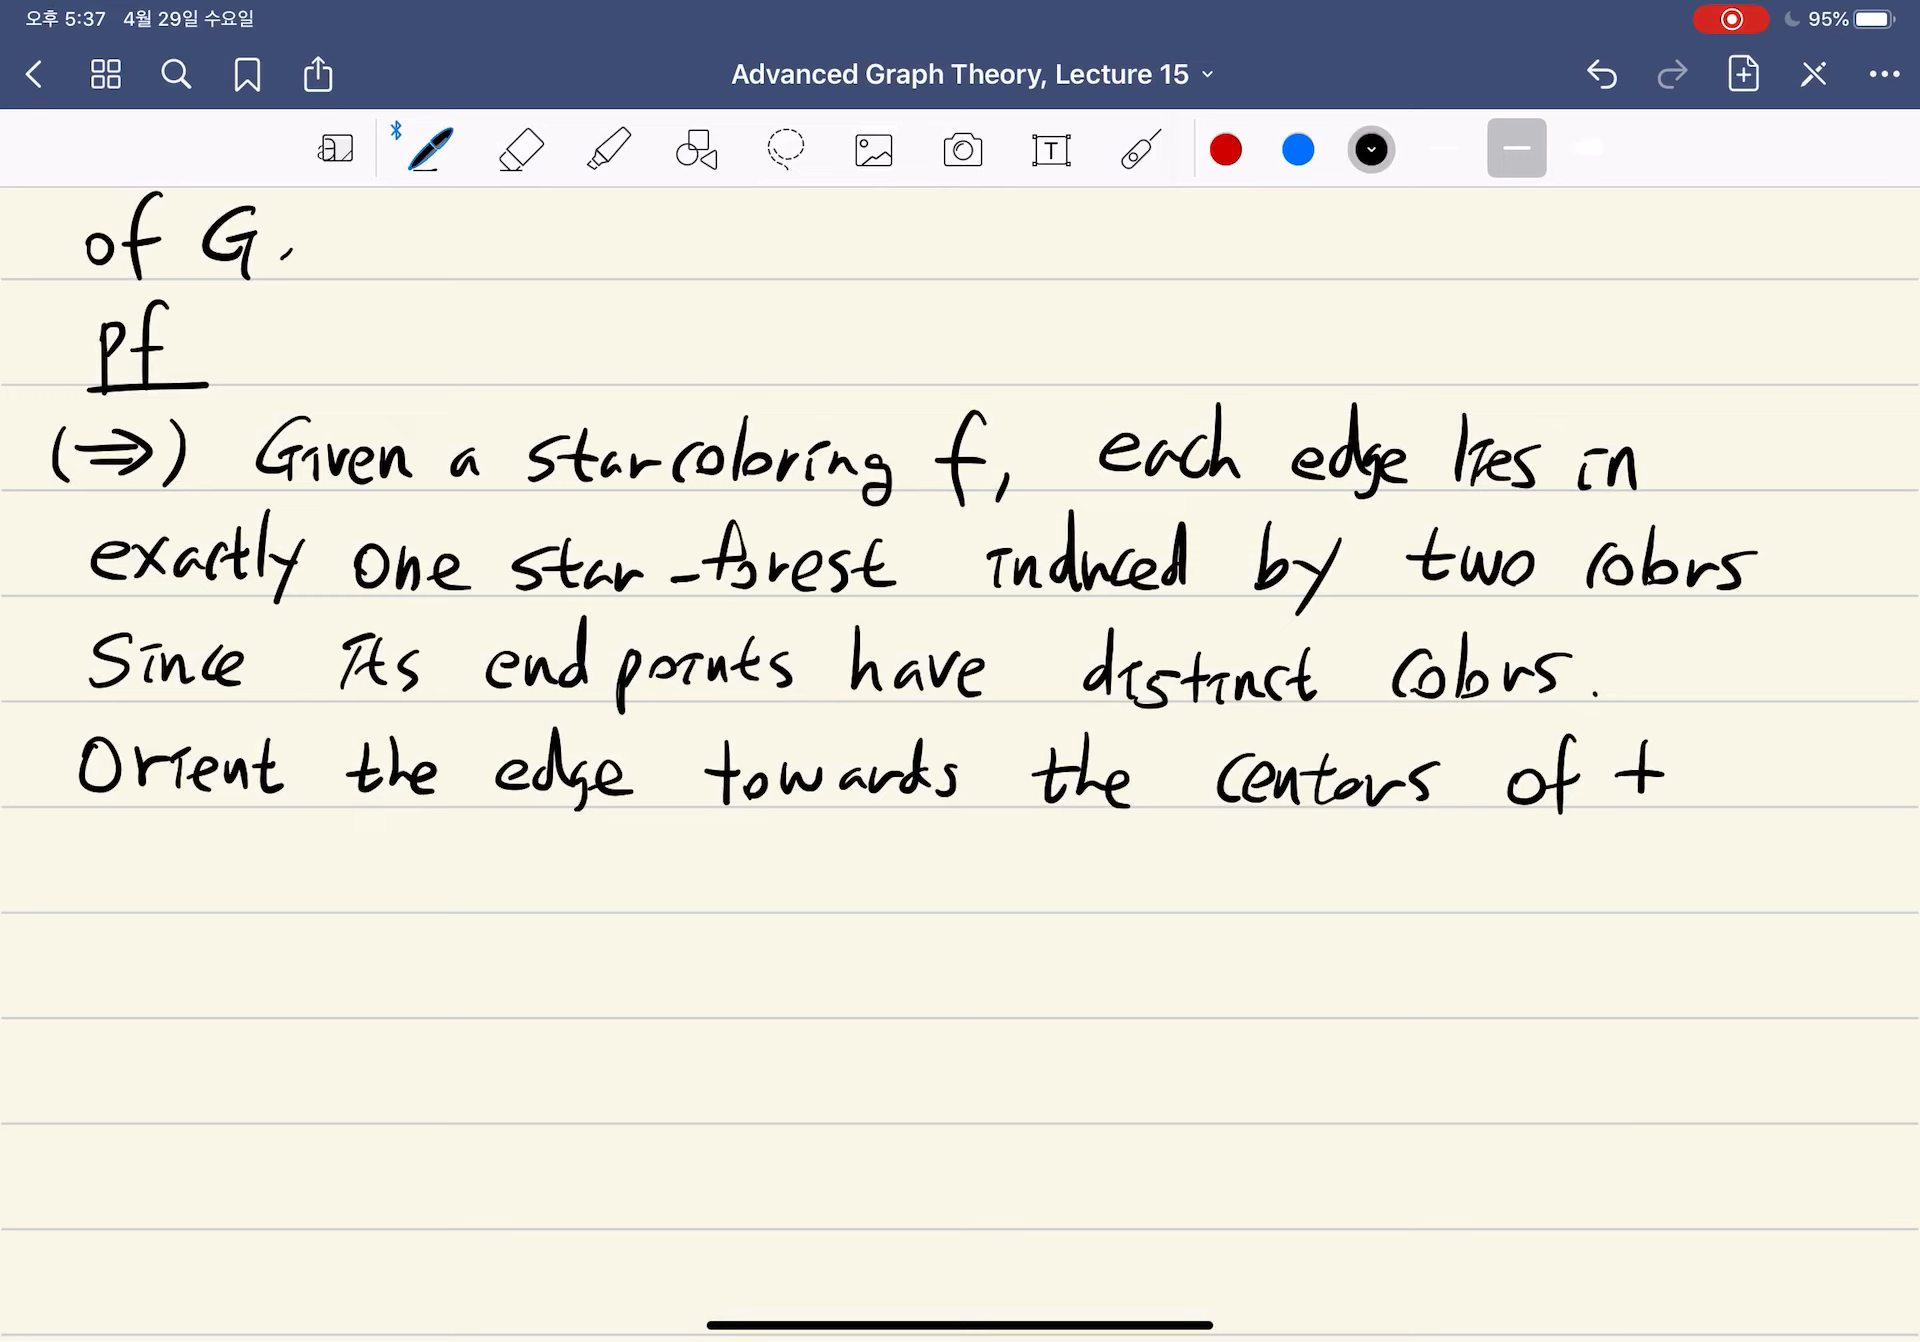 오후 5:37 4월 29일 수요일
95%
Advanced Graph Theory, Lecture 15
of G.
Pf
(⇒) Given a star coloring f, each edge lies in
exactly one star-forest induced by two colors
Since its endpoints have distinct colors.
Orient the edge towards the centers of t